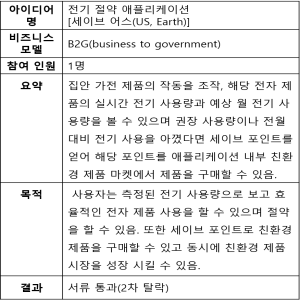 아이디어명
전기 절약 애플리케이션
[세이브 어스(US, Earth)]
비즈니스 모델
B2G(business to government)
참여 인원
1명
요약
집안 가전 제품의 작동을 조작, 해당 전자 제
품의 실시간 전기 사용량과 예상 월 전기 사
용량을 볼 수 있으며 권장 사용량이나 전월
대비 전기 사용을 아꼈다면 세이브 포인트를
얻어 해당 포인트를 애플리케이션 내부 친환
경 제품 마켓에서 제품을 구매할 수 있음.
목적
사용자는 측정된 전기 사용량으로 보고 효
율적인 전자 제품 사용을 할 수 있으며 절약
을 할 수 있음. 또한 세이브 포인트로 친환경
제품을 구매할 수 있고 동시에 친환경 제품
시장을 성장 시킬 수 있음.
결과
서류 통과(2차 탈락)